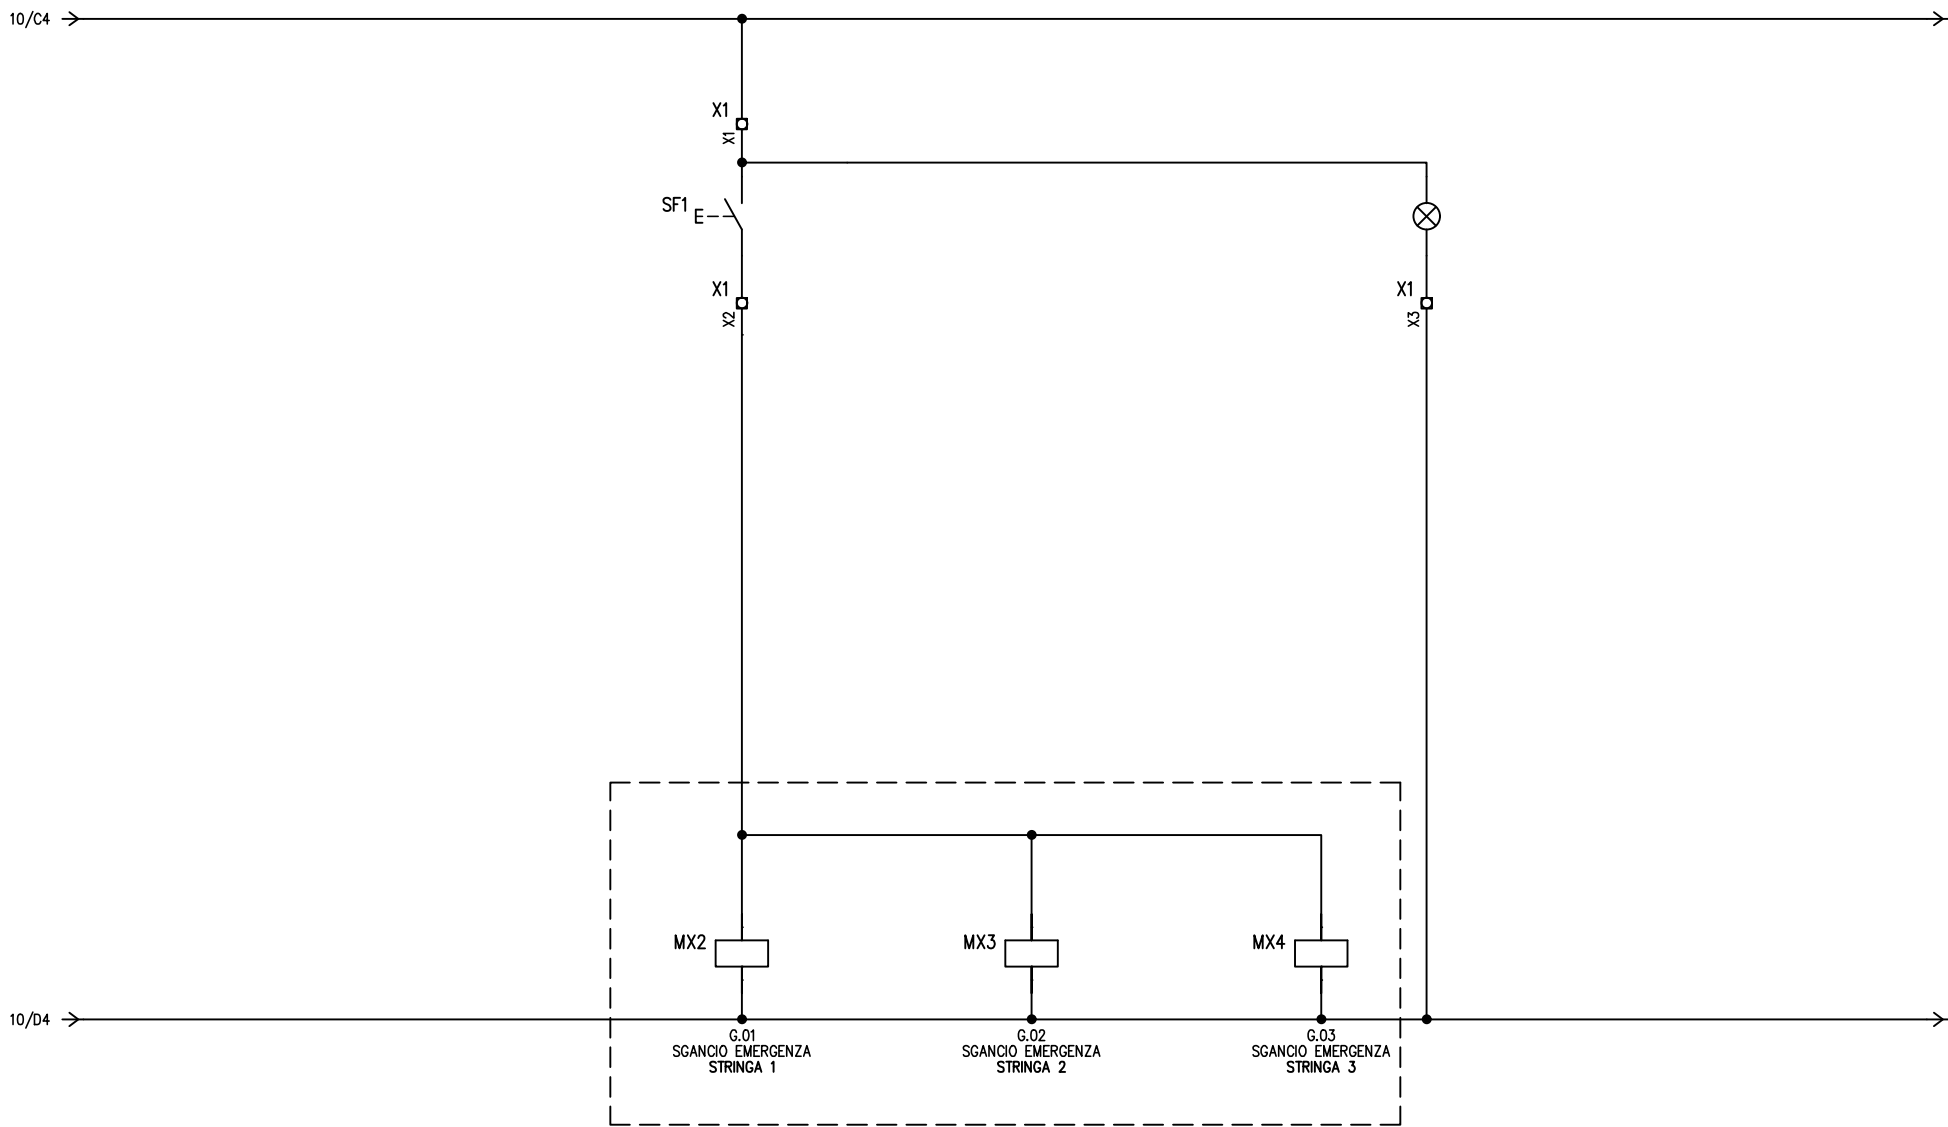 10/C4
X1
X1
SF1
E
X1
X2
X1
X3
MX2
MX3
MX4
10/D4
G.01
SGANCIO EMERGENZA
STRINGA 1
G.02
SGANCIO EMERGENZA
STRINGA 2
G.03
SGANCIO EMERGENZA
STRINGA 3